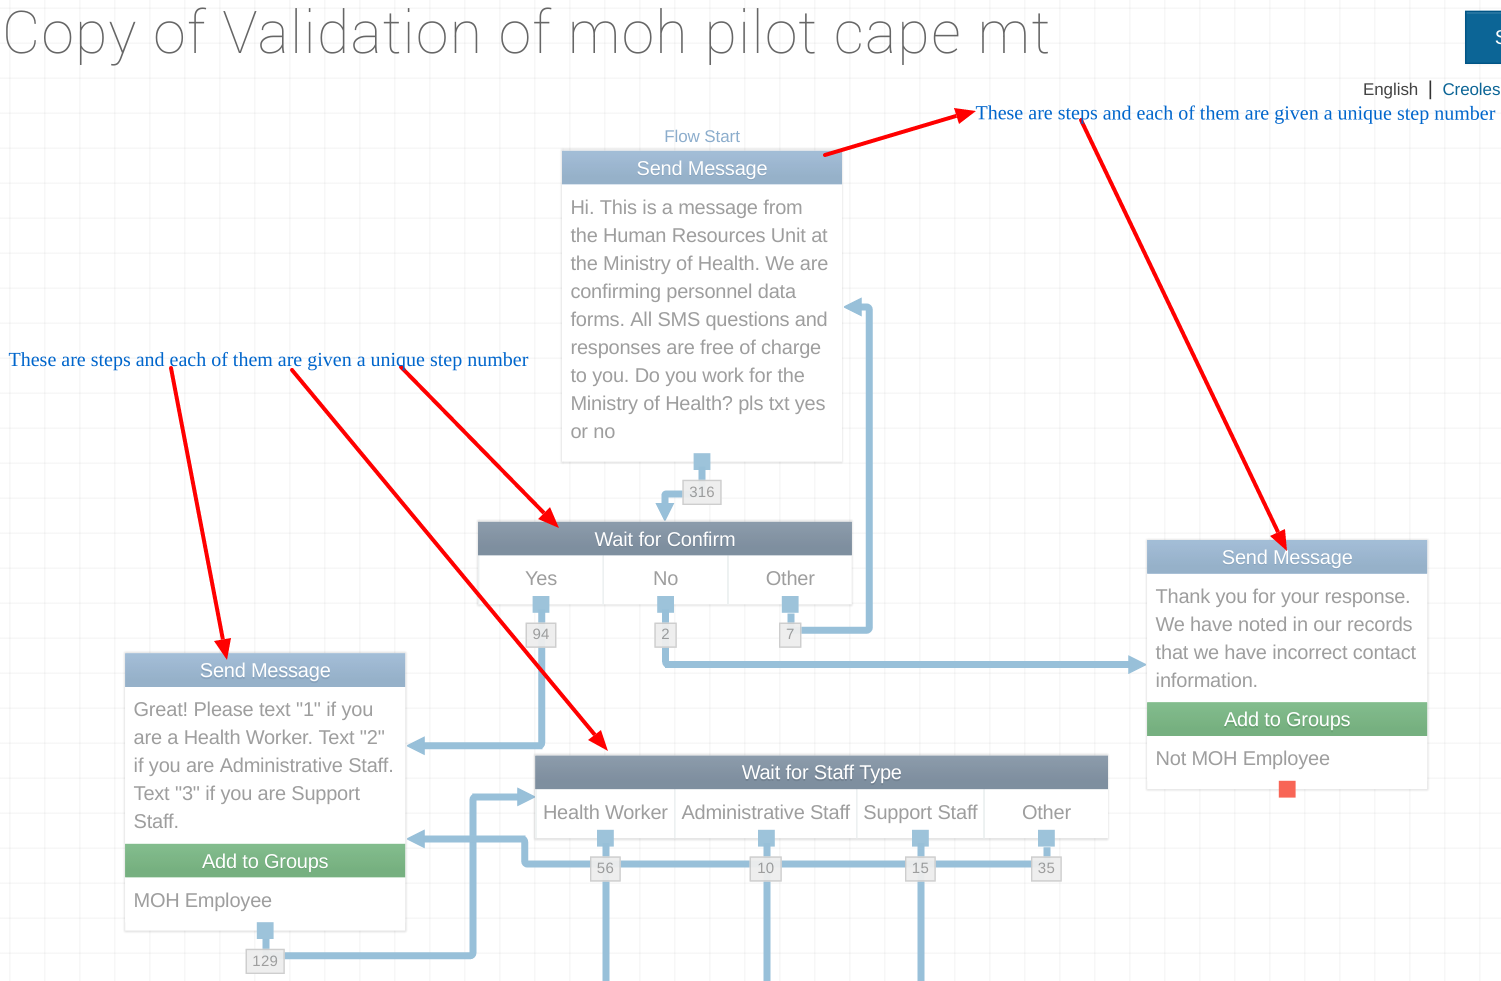 Copy of Validation of moh pilot cape mt
S
English | Creoles
These are steps and each of them are given a unique step number
Flow Start
Send Message
Hi. This is a message from
the Human Resources Unit at
the Ministry of Health. We are
confirming personnel data
forms. All SMS questions and
responses are free of charge
to you. Do you work for the
Ministry of Health? pls txt yes
or no
316
These are steps and each of them are given a unique step number
Wait for Confirm
Yes No Other
94 2 7
Send Message
Thank you for your response.
We have noted in our records
that we have incorrect contact
information.
Add to Groups
Not MOH Employee
Send Message
Great! Please text "1" if you
are a Health Worker. Text "2"
if you are Administrative Staff.
Text "3" if you are Support
Staff.
Add to Groups
MOH Employee
129
Wait for Staff Type
Health Worker Administrative Staff Support Staff Other
56 10 15 35